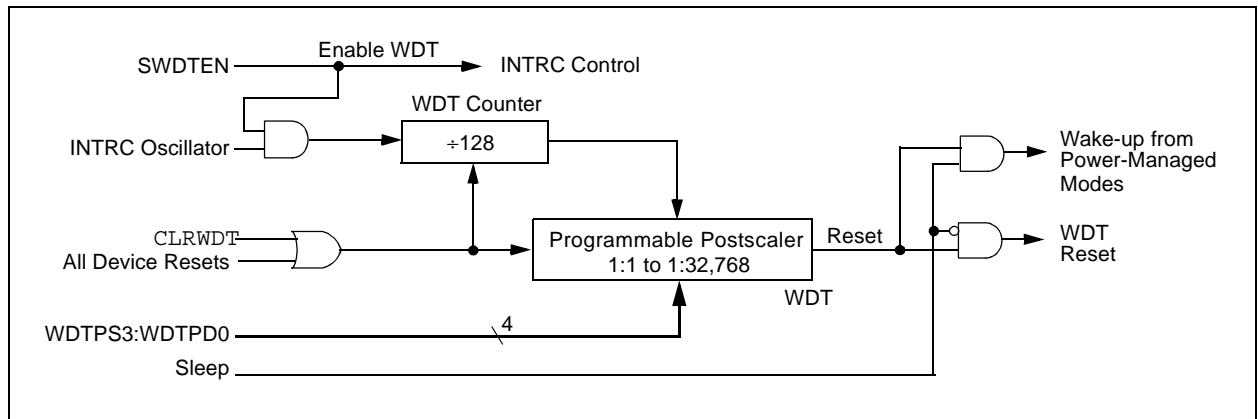 Enable WDT
SWDTEN
INTRC Control
WDT Counter
INTRC Oscillator
÷128
Wake-up from
Power-Managed
Modes
CLRWDT
All Device Resets
Programmable Postscaler
1:1 to 1:32,768
Reset
WDT
Reset
WDT
WDTPS3:WDTPD0
4
Sleep